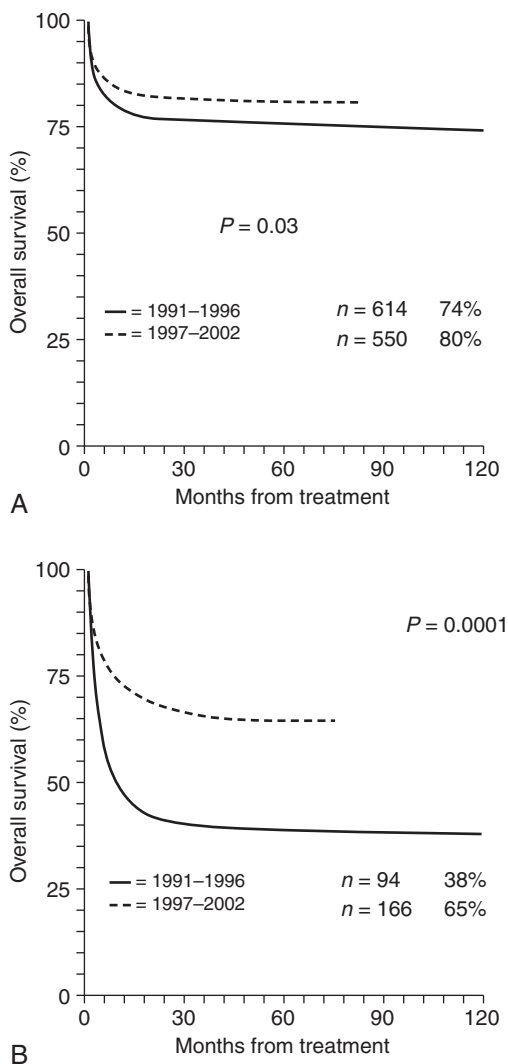 100
75
50
25
0
Overall survival (%)
P = 0.03
= 1991–1996 n = 614 74%
= 1997–2002 n = 550 80%
0 30 60 90 120
Months from treatment
A
100
75
50
25
0
Overall survival (%)
P = 0.0001
= 1991–1996 n = 94 38%
= 1997–2002 n = 166 65%
0 30 60 90 120
Months from treatment
B